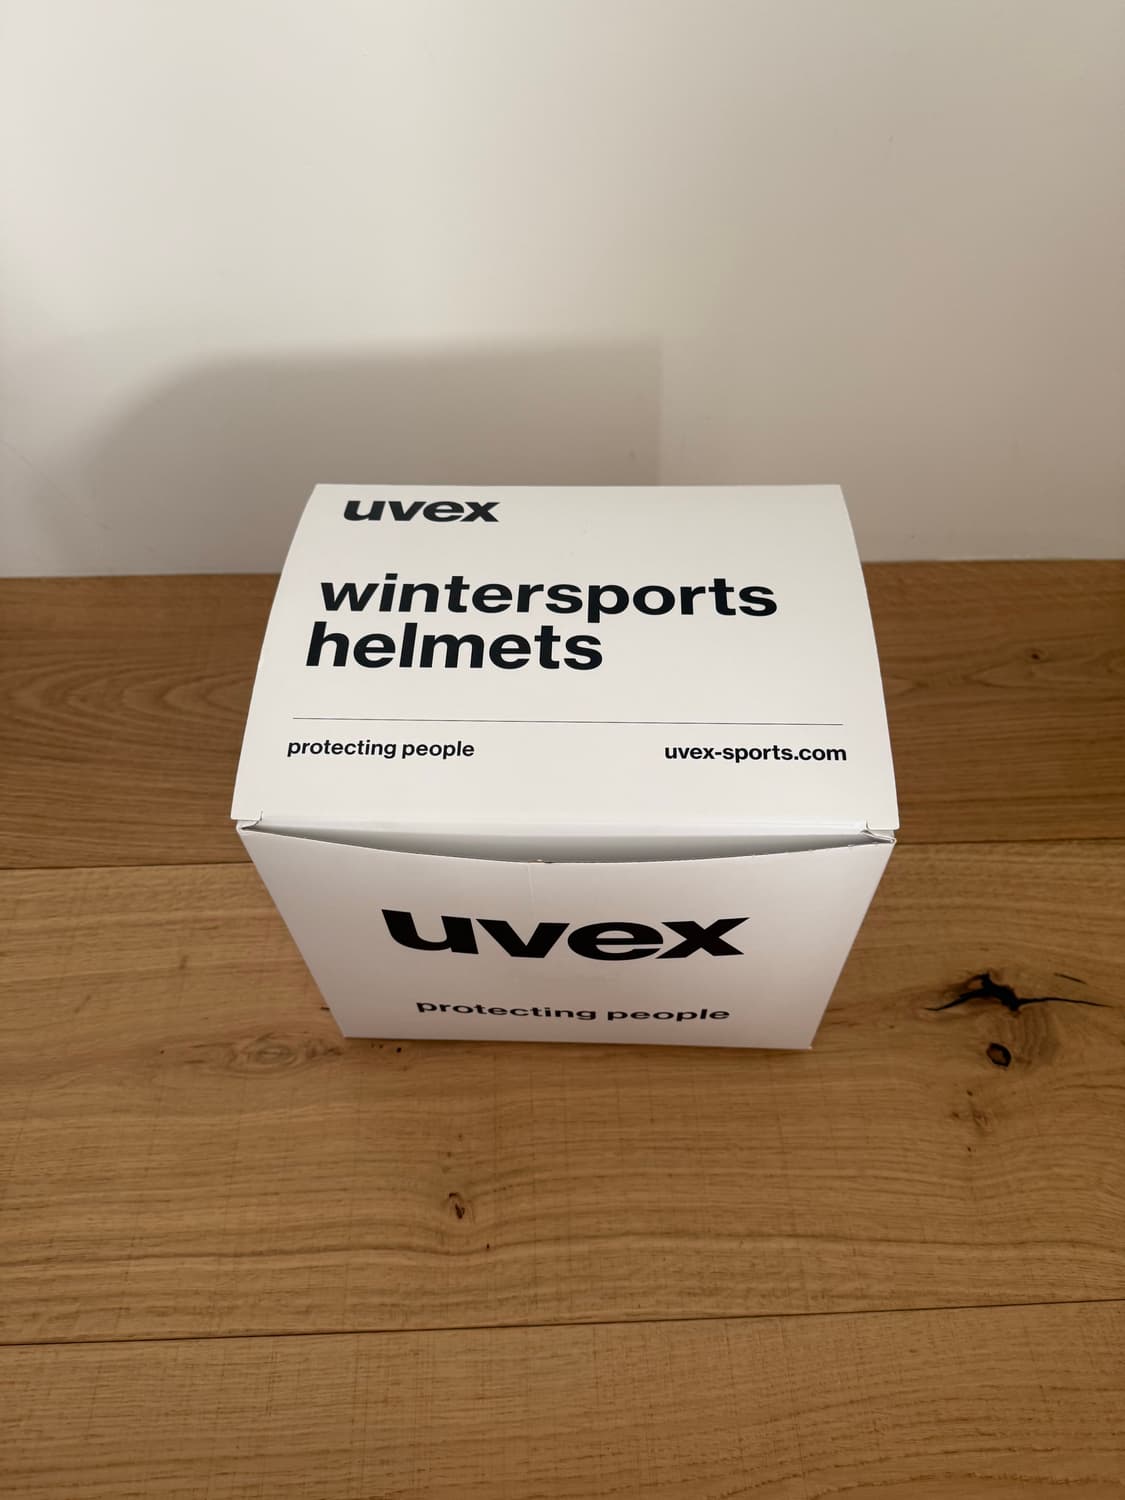 uvex
wintersports
helmets
protecting people
uvex-sports.com
uvex
protecting people